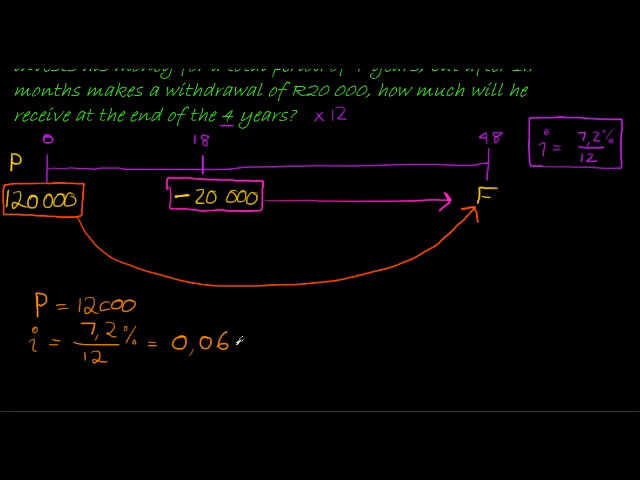 months makes a withdrawal of R20 000, how much will he
receive at the end of the 4 years? x 12
0 18 48
i = 7,2% / 12
P
120 000 - 20 000 F
P = 12000
i = 7,2% / 12 = 0,06